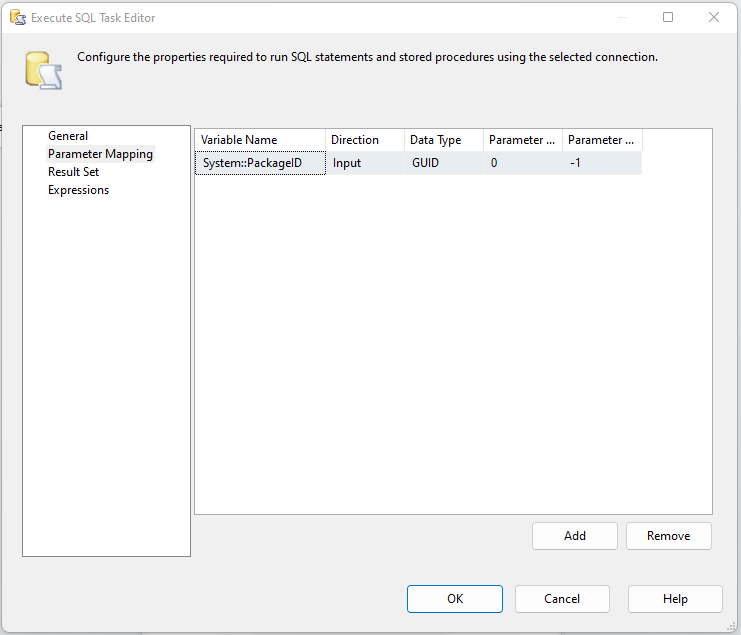 Execute SQL Task Editor
Configure the properties required to run SQL statements and stored procedures using the selected connection.
General
Parameter Mapping
Result Set
Expressions
Variable Name Direction Data Type Parameter ... Parameter ...
System::PackageID Input GUID 0 -1
Add Remove
OK Cancel Help